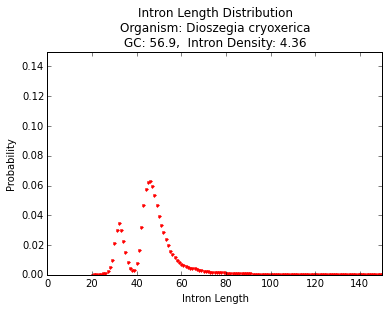 Intron Length Distribution
Organism: Dioszegia cryoxerica
GC: 56.9,  Intron Density: 4.36
0.14
0.12
0.10
0.08
0.06
0.04
0.02
0.00
Probability
0 20 40 60 80 100 120 140
Intron Length